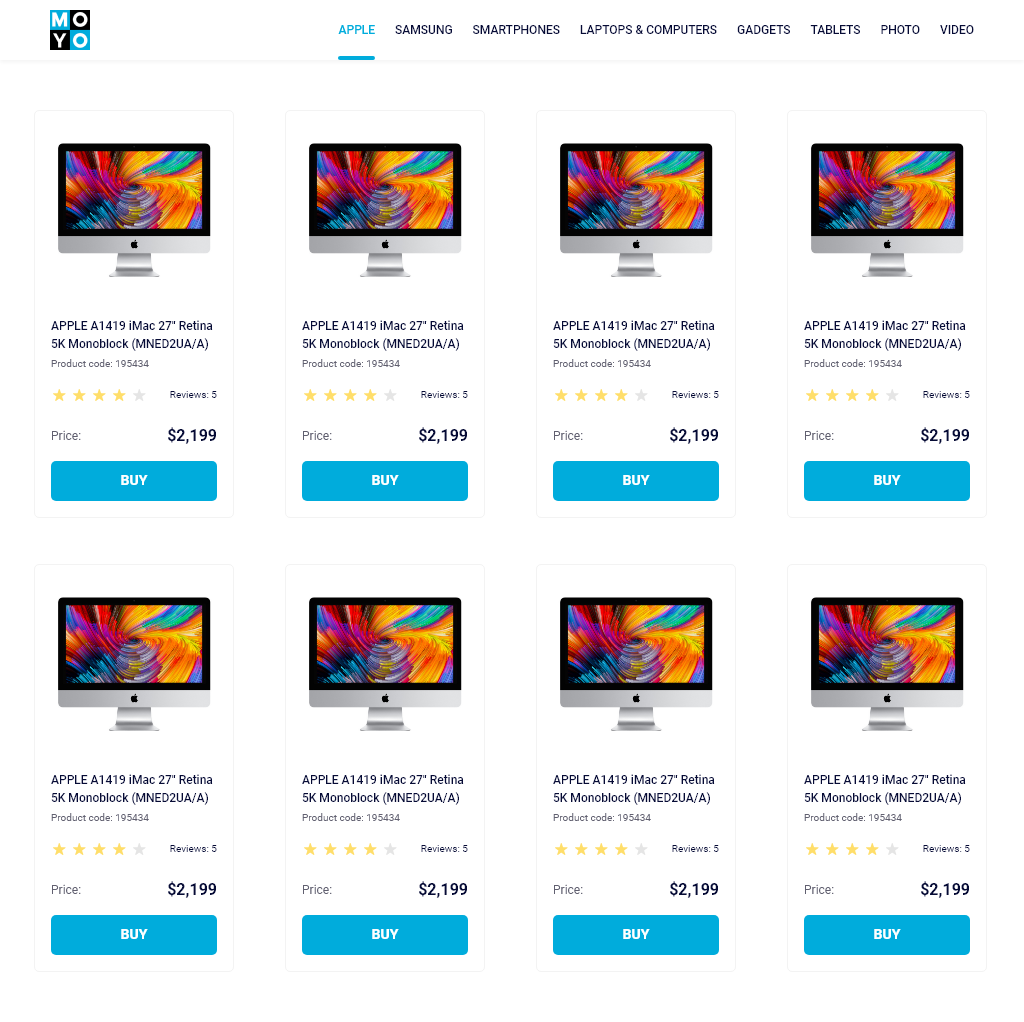 MO
YO
APPLE SAMSUNG SMARTPHONES LAPTOPS & COMPUTERS GADGETS TABLETS PHOTO VIDEO
APPLE A1419 iMac 27" Retina
5K Monoblock (MNED2UA/A)
Product code: 195434
Reviews: 5
Price: $2,199
BUY
APPLE A1419 iMac 27" Retina
5K Monoblock (MNED2UA/A)
Product code: 195434
Reviews: 5
Price: $2,199
BUY
APPLE A1419 iMac 27" Retina
5K Monoblock (MNED2UA/A)
Product code: 195434
Reviews: 5
Price: $2,199
BUY
APPLE A1419 iMac 27" Retina
5K Monoblock (MNED2UA/A)
Product code: 195434
Reviews: 5
Price: $2,199
BUY
APPLE A1419 iMac 27" Retina
5K Monoblock (MNED2UA/A)
Product code: 195434
Reviews: 5
Price: $2,199
BUY
APPLE A1419 iMac 27" Retina
5K Monoblock (MNED2UA/A)
Product code: 195434
Reviews: 5
Price: $2,199
BUY
APPLE A1419 iMac 27" Retina
5K Monoblock (MNED2UA/A)
Product code: 195434
Reviews: 5
Price: $2,199
BUY
APPLE A1419 iMac 27" Retina
5K Monoblock (MNED2UA/A)
Product code: 195434
Reviews: 5
Price: $2,199
BUY